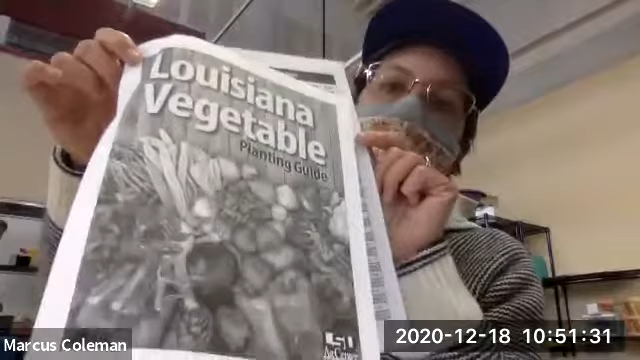 Louisiana
Vegetable
Planting Guide
Marcus Coleman
2020-12-18 10:51:31